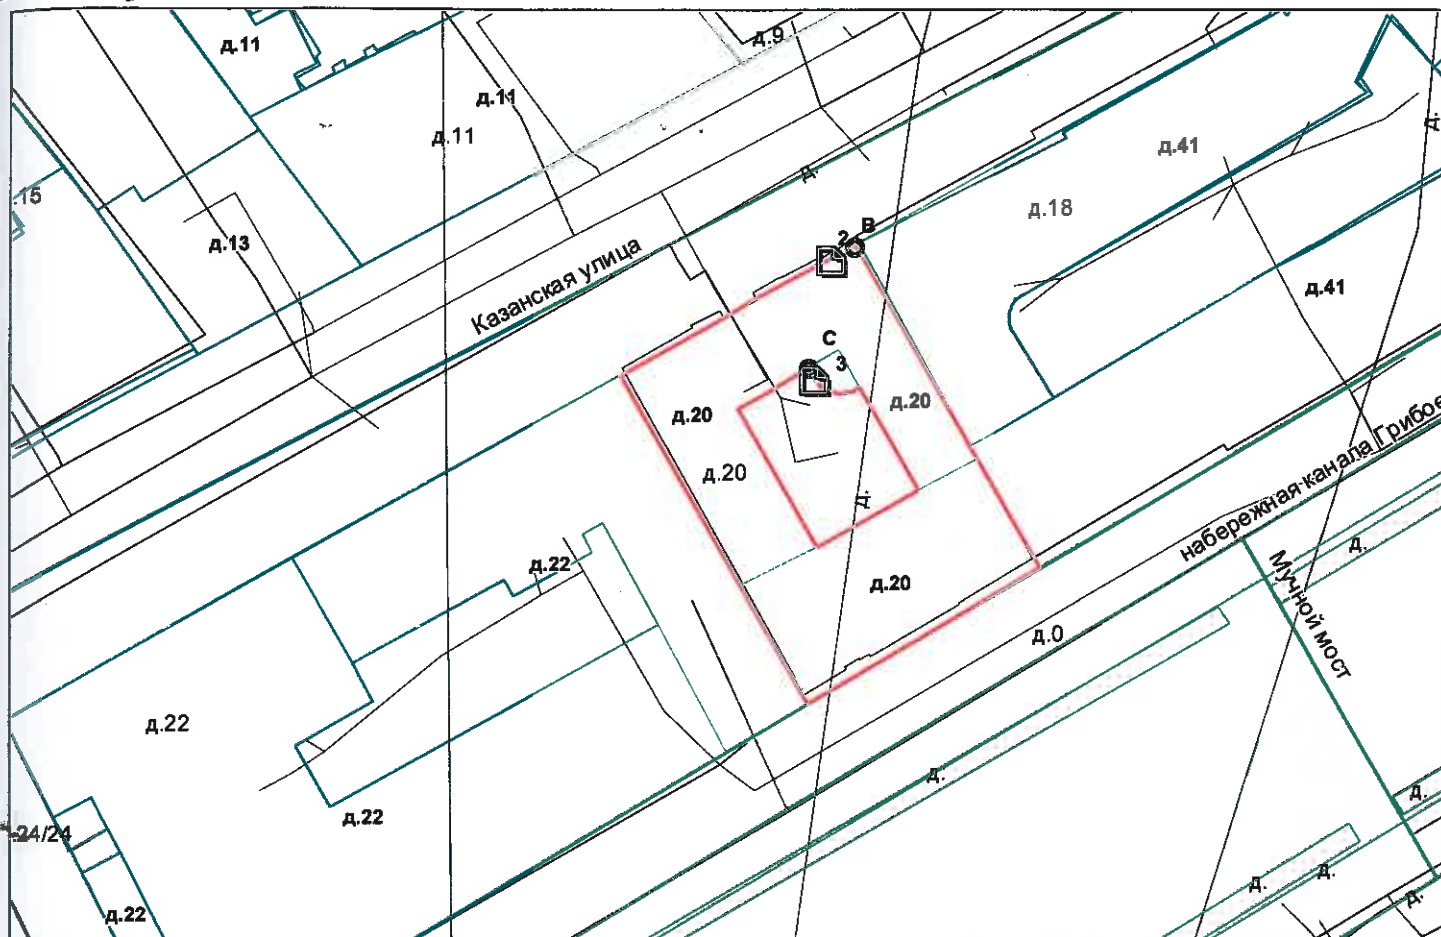 д.11
д.9
д.11
д.11
д.
д.41
д.
.15
д.13
Казанская улица
д.18
2
В
д.41
С
3
д.20
д.20
д.20
д.
д.20
д.22
набережная канала Грибое
д.
Мучной мост
д.0
д.22
д.
д.22
д.
.24/24
д.22
д.
д.
д.